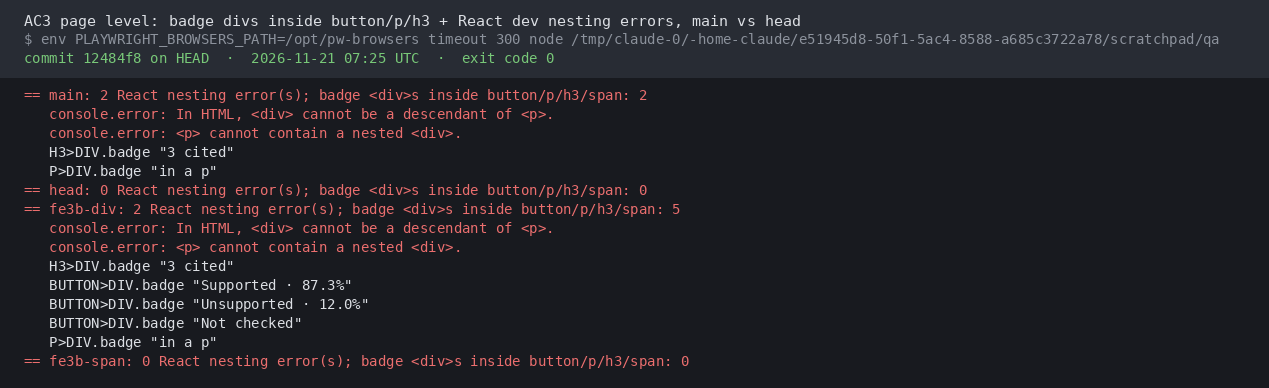 AC3 page level: badge divs inside button/p/h3 + React dev nesting errors, main vs head
$ env PLAYWRIGHT_BROWSERS_PATH=/opt/pw-browsers timeout 300 node /tmp/claude-0/-home-claude/e51945d8-50f1-5ac4-8588-a685c3722a78/scratchpad/qa
commit 12484f8 on HEAD · 2026-11-21 07:25 UTC · exit code 0
== main: 2 React nesting error(s); badge <div>s inside button/p/h3/span: 2
console.error: In HTML, <div> cannot be a descendant of <p>.
console.error: <p> cannot contain a nested <div>.
H3>DIV.badge "3 cited"
P>DIV.badge "in a p"
== head: 0 React nesting error(s); badge <div>s inside button/p/h3/span: 0
== fe3b-div: 2 React nesting error(s); badge <div>s inside button/p/h3/span: 5
console.error: In HTML, <div> cannot be a descendant of <p>.
console.error: <p> cannot contain a nested <div>.
H3>DIV.badge "3 cited"
BUTTON>DIV.badge "Supported · 87.3%"
BUTTON>DIV.badge "Unsupported · 12.0%"
BUTTON>DIV.badge "Not checked"
P>DIV.badge "in a p"
== fe3b-span: 0 React nesting error(s); badge <div>s inside button/p/h3/span: 0